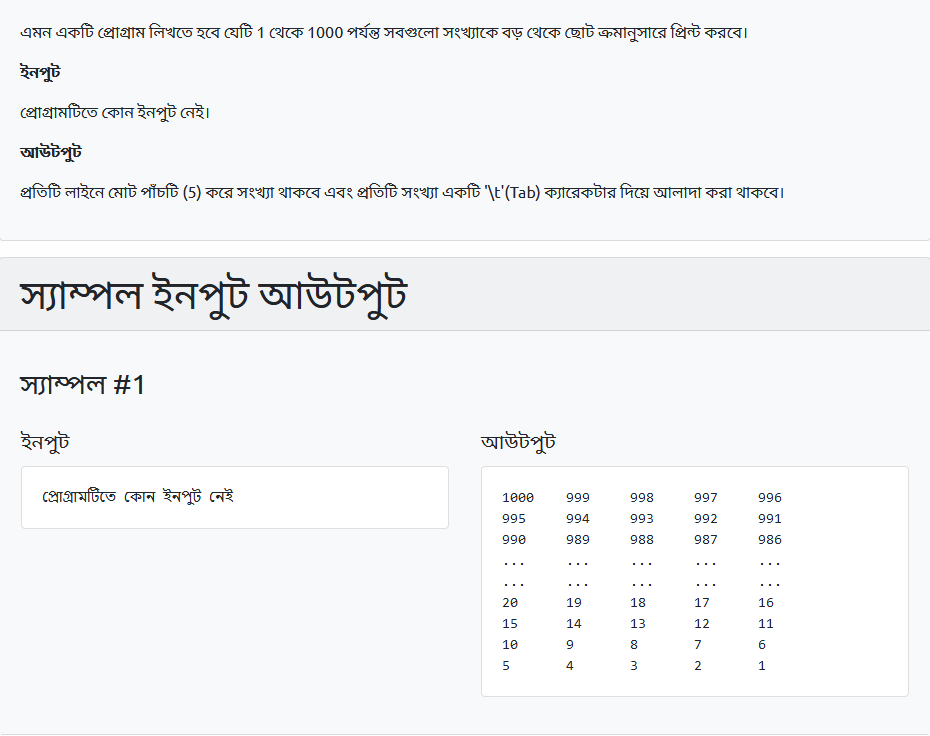 এমন একটি প্রোগ্রাম লিখতে হবে যেটি 1 থেকে 1000 পর্যন্ত সবগুলো সংখ্যাকে বড় থেকে ছোট ক্রমানুসারে প্রিন্ট করবে।
ইনপুট
প্রোগ্রামটিতে কোন ইনপুট নেই।
আউটপুট
প্রতিটি লাইনে মোট পাঁচটি (5) করে সংখ্যা থাকবে এবং প্রতিটি সংখ্যা একটি '\t'(Tab) ক্যারেকটার দিয়ে আলাদা করা থাকবে।
স্যাম্পল ইনপুট আউটপুট
স্যাম্পল #1
ইনপুট
প্রোগ্রামটিতে কোন ইনপুট নেই
আউটপুট
1000 999 998 997 996
995 994 993 992 991
990 989 988 987 986
... ... ... ... ...
... ... ... ... ...
20 19 18 17 16
15 14 13 12 11
10 9 8 7 6
5 4 3 2 1